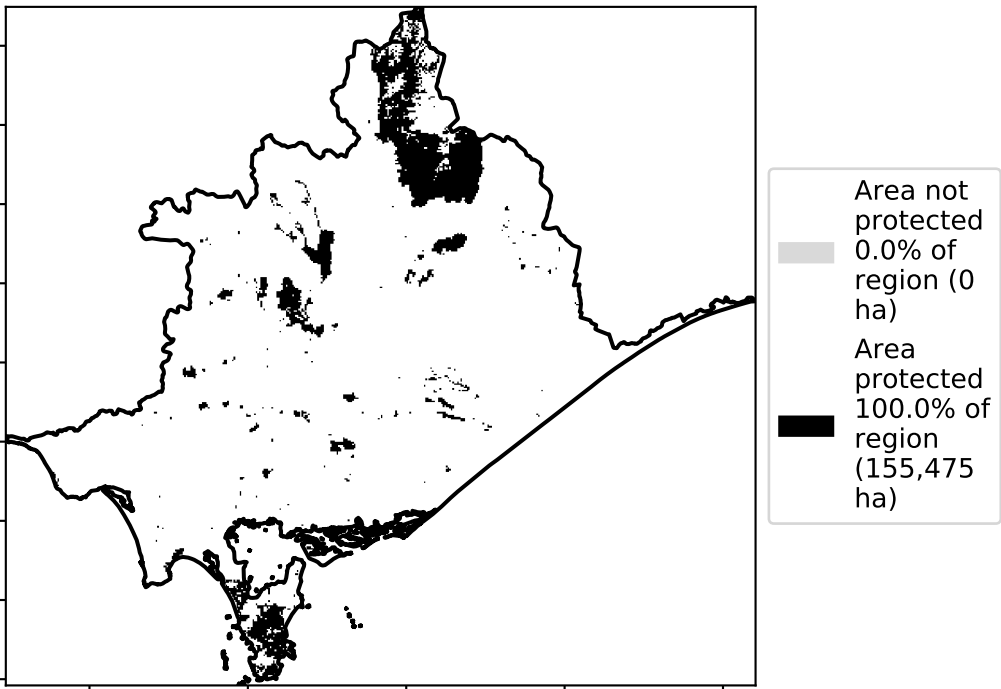 Area not
protected
0.0% of
region (0
ha)
Area
protected
100.0% of
region
(155,475
ha)